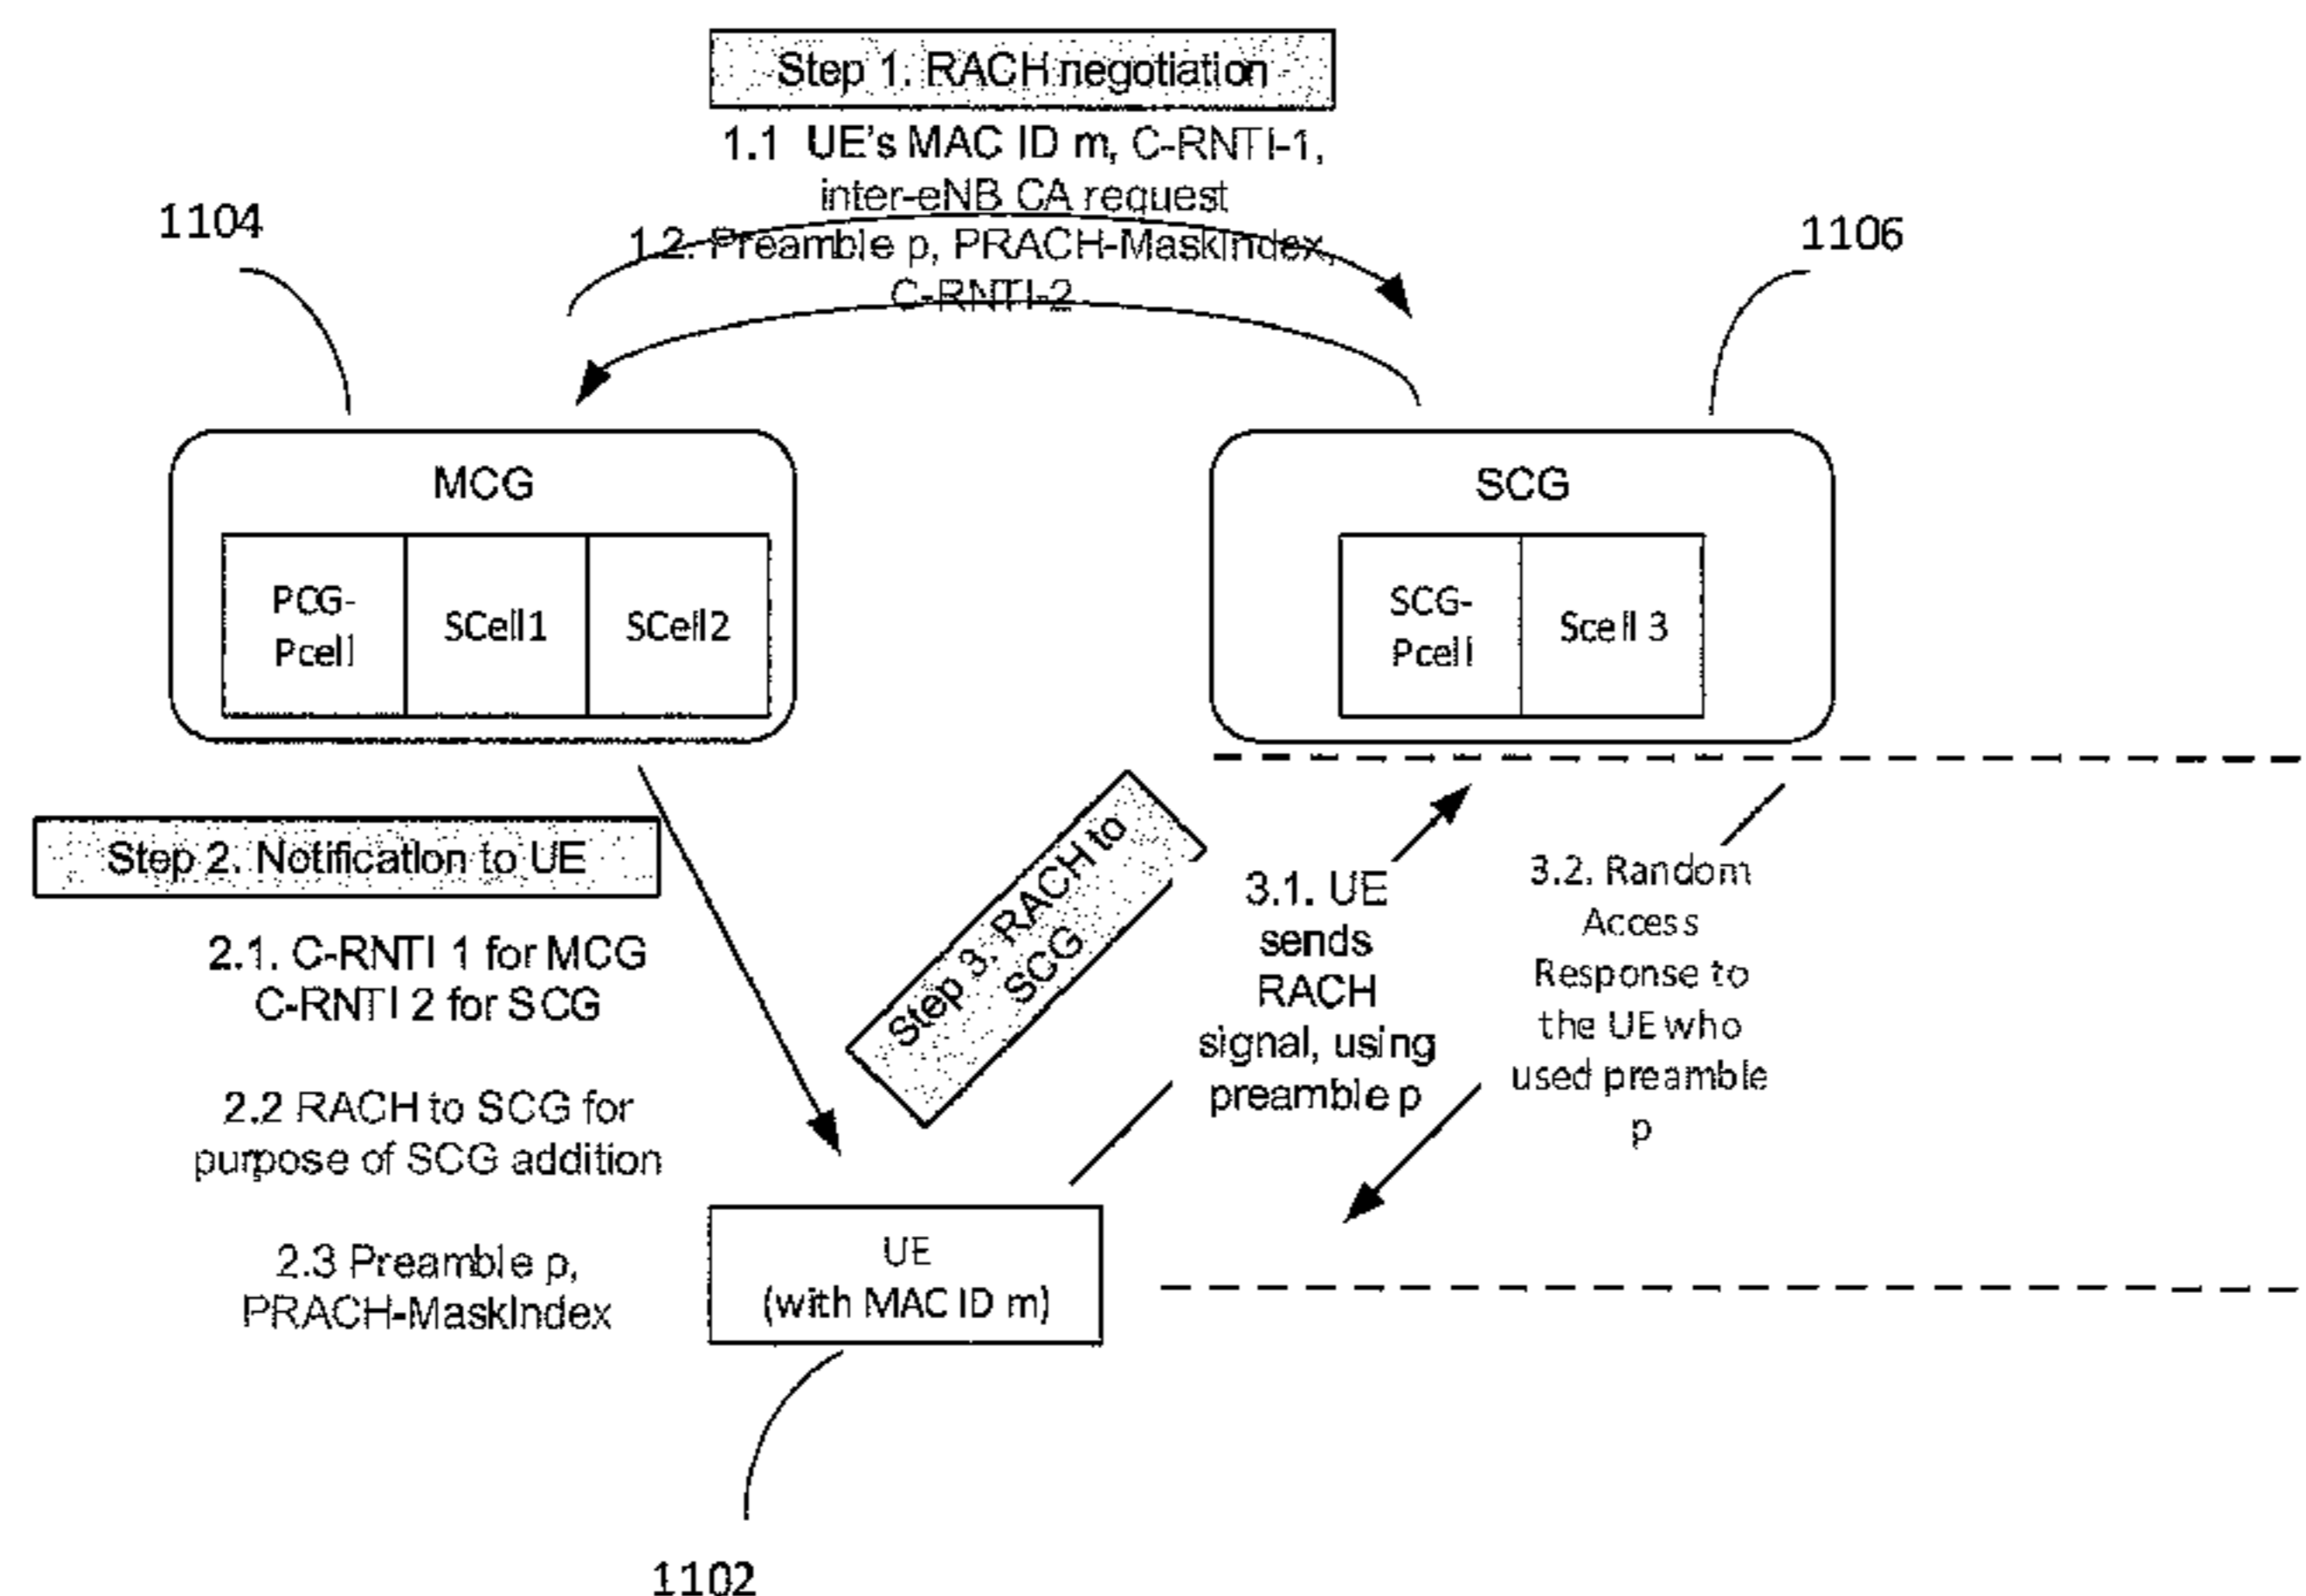 Step 1. RACH negotiation
1.1 UE's MAC ID m, C-RNTI-1,
inter-eNB CA request
1.2. Preamble p, PRACH-MaskIndex,
C-RNTI-2
1104
1106
MCG
PCG-
Pcell
SCell1
SCell2
SCG
SCG-
Pcell
Scell 3
Step 2. Notification to UE
2.1. C-RNTI 1 for MCG
C-RNTI 2 for SCG
2.2 RACH to SCG for
purpose of SCG addition
2.3 Preamble p,
PRACH-MaskIndex
Step 3. RACH to
SCG
3.1. UE
sends
RACH
signal, using
preamble p
3.2. Random
Access
Response to
the UE who
used preamble
p
UE
(with MAC ID m)
1102